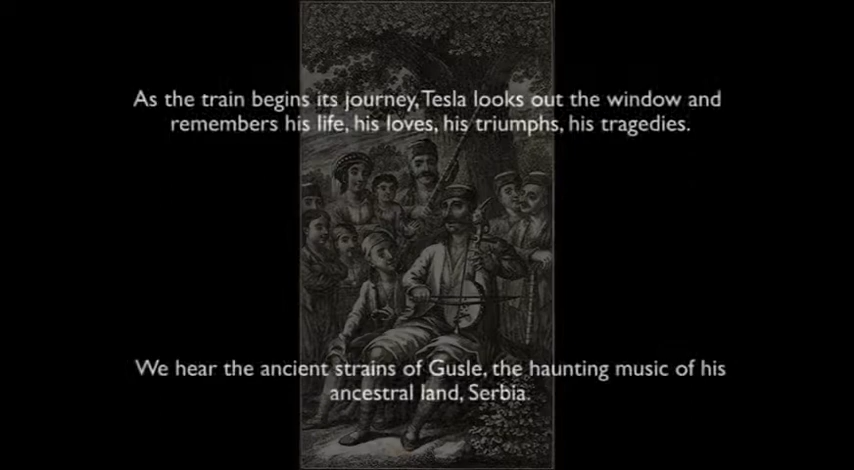 As the train begins its journey, Tesla looks out the window and
remembers his life, his loves, his triumphs, his tragedies.
We hear the ancient strains of Gusle, the haunting music of his
ancestral land, Serbia.